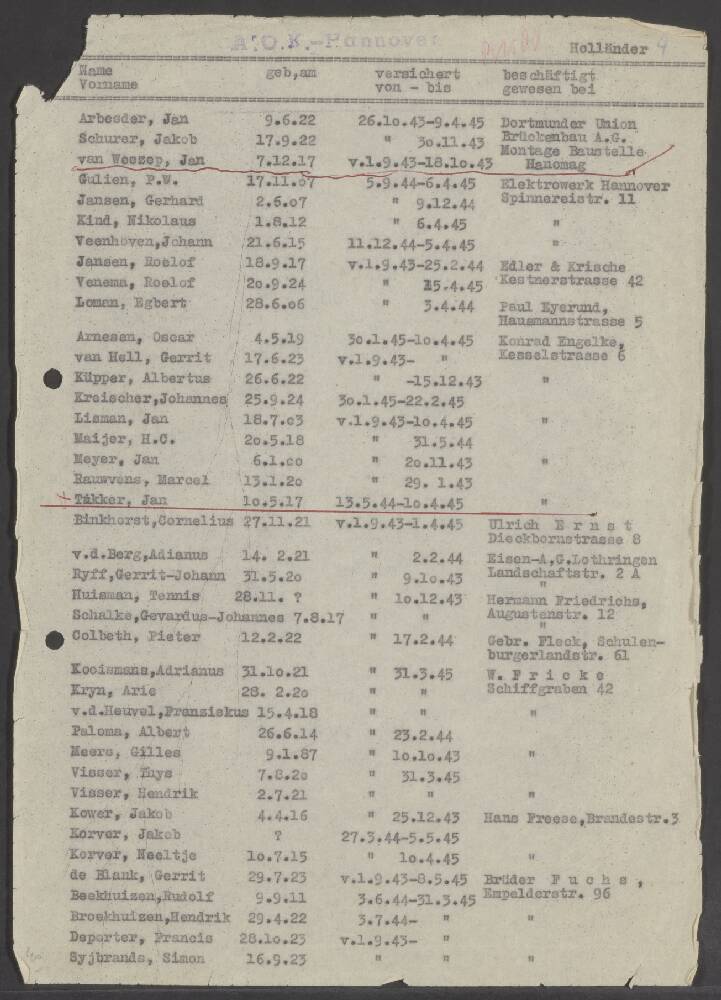 A.O.K.-Hannover Holländer 9
Name geb,am versichert beschäftigt
Vorname von - bis gewesen bei
Arbesder, Jan 9.6.22 26.1o.43-9.4.45 Dortmunder Union
Schurer, Jakob 17.9.22 " 3o.11.43 Brückenbau A.G.
Montage Baustelle
van Weezep, Jan 7.12.17 v.1.9.43-18.1o.43 Hanomag
Gulien, P.W. 17.11.o7 5.9.44-6.4.45 Elektrowerk Hannover
Jansen, Gerhard 2.6.o7 " 9.12.44 Spinnereistr. 11
Kind, Nikolaus 1.8.12 " 6.4.45 "
Veenhoven,Johann 21.6.15 11.12.44-5.4.45 "
Jansen, Roelof 18.9.17 v.1.9.43-25.2.44 Edler & Krische
Venema, Roelof 2o.9.24 " 15.4.45 Kestnerstrasse 42
Loman, Egbert 28.6.o6 " 3.4.44 Paul Eyerund,
Hausmannstrasse 5
Arnesen, Oscar 4.5.19 3o.1.45-1o.4.45 Konrad Engelke,
van Hell, Gerrit 17.6.23 v.1.9.43- " Kesselstrasse 6
Küpper, Albertus 26.6.22 " -15.12.43 "
Kreischer,Johannes 25.9.24 3o.1.45-22.2.45
Lisman, Jan 18.7.o3 v.1.9.43-1o.4.45 "
Maijer, H.C. 2o.5.18 " 31.5.44
Meyer, Jan 6.1.oo " 2o.11.43 "
Rauwvens, Marcel 13.1.2o " 29. 1.43
Takker, Jan 1o.5.17 13.5.44-1o.4.45 "
Binkhorst,Cornelius 27.11.21 v.1.9.43-1.4.45 Ulrich E r n s t
Dieckbornstrasse 8
v.d.Berg,Adianus 14. 2.21 " 2.2.44 Eisen-A,G.Lothringen
Ryff,Gerrit-Johann 31.5.2o " 9.1o.43 Landschaftstr. 2 A
"
Huisman, Tennis 28.11. ? " 1o.12.43 Hermann Friedrichs,
Schalke,Gevardus-Johannes 7.8.17 " " Augustenstr. 12
"
Colbeth, Pieter 12.2.22 " 17.2.44 Gebr. Fleck, Schulen-
burgerlandstr. 61
Kooismans,Adrianus 31.1o.21 " 31.3.45 W. F r i c k e
Kryn, Arie 28. 2.2o " " Schiffgraben 42
v.d.Heuvel,Fransiskus 15.4.18 " " "
Paloma, Albert 26.6.14 " 23.2.44
Meers, Gilles 9.1.87 " 1o.1o.43 "
Visser, Thys 7.8.2o " 31.3.45
Visser, Hendrik 2.7.21 " " "
Kower, Jakob 4.4.16 " 25.12.43 Hans Freese,Brandestr.3
Korver, Jakob ? 27.3.44-5.5.45
Korver, Neeltje 1o.7.15 " 1o.4.45 "
de Blank, Gerrit 29.7.23 v.1.9.43-8.5.45 Brüder F u c h s ,
Beekhuizen,Rudolf 9.9.11 3.6.44-31.3.45 Empelderstr. 96
Broekhuizen,Hendrik 29.4.22 3.7.44- " "
Deporter, Francis 28.1o.23 v.1.9.43- "
Syjbrands, Simon 16.9.23 " " "